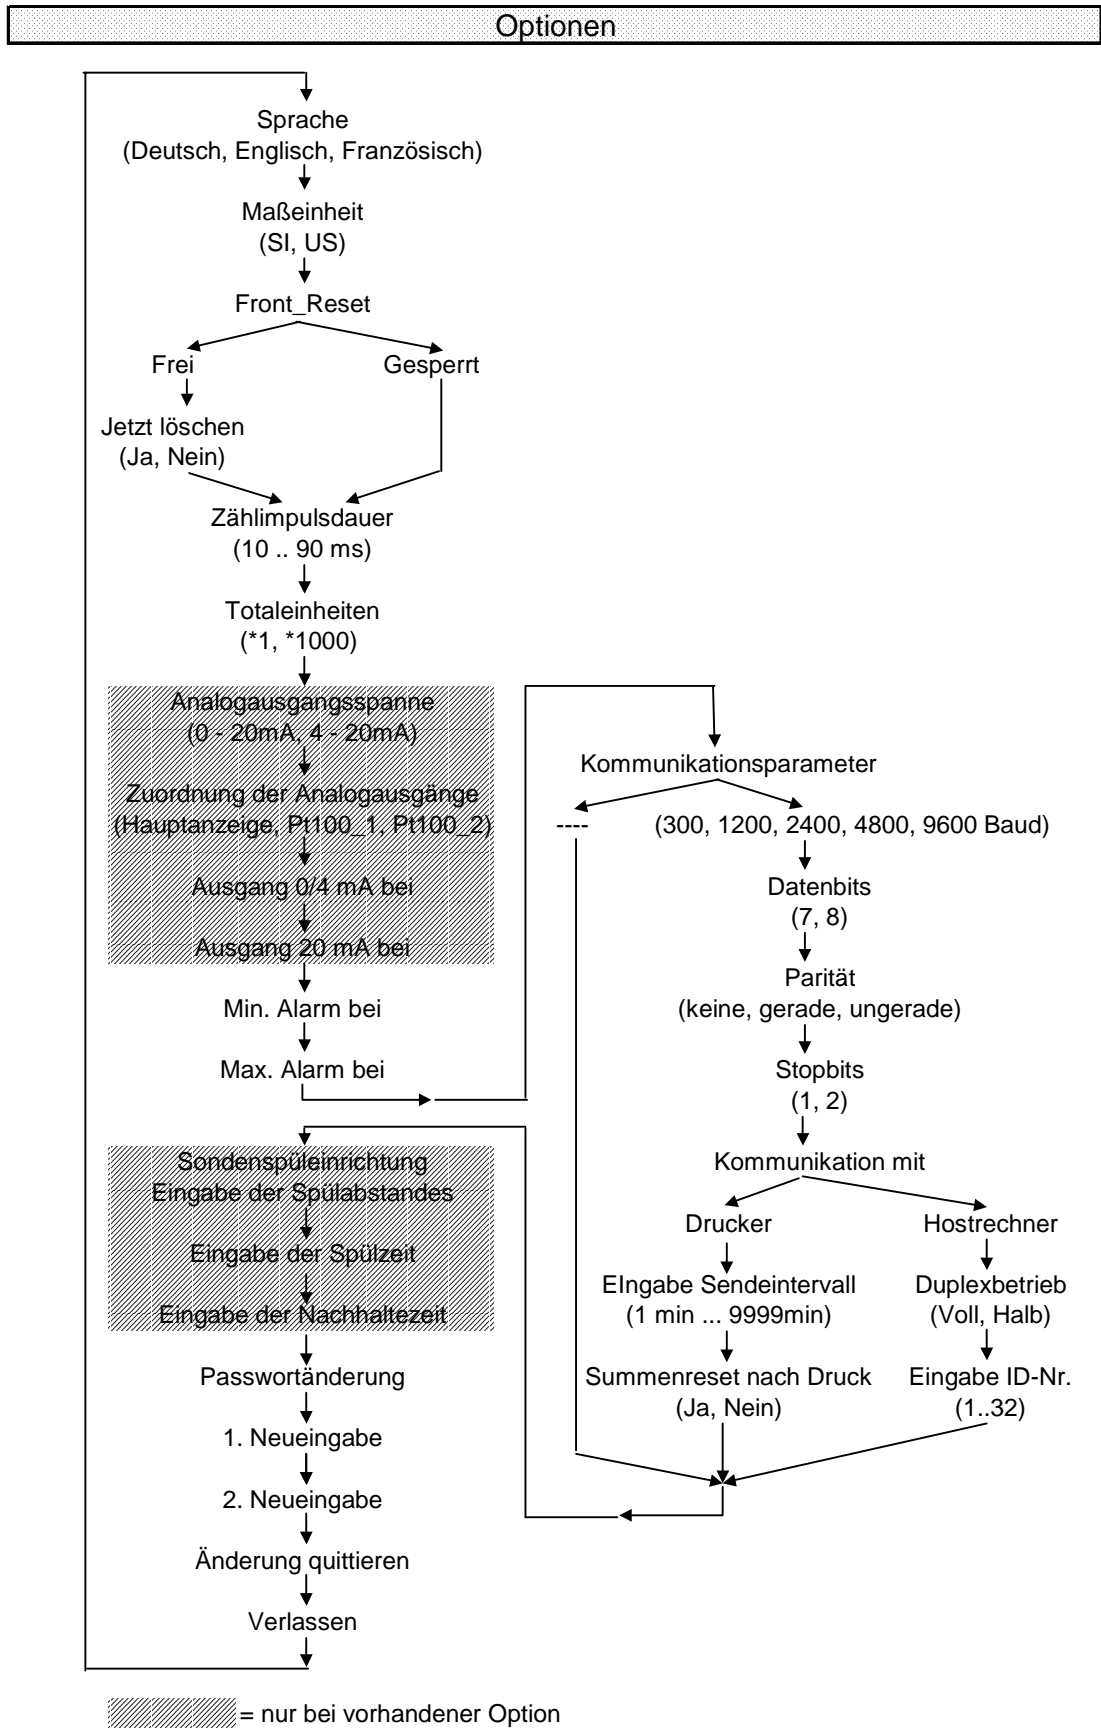 Optionen
Sprache
(Deutsch, Englisch, Französisch)
Maßeinheit
(SI, US)
Front_Reset
Frei
Gesperrt
Jetzt löschen
(Ja, Nein)
Zählimpulsdauer
(10 .. 90 ms)
Totaleinheiten
(*1, *1000)
Analogausgangsspanne
(0 - 20mA, 4 - 20mA)
Zuordnung der Analogausgänge
(Hauptanzeige, Pt100_1, Pt100_2)
Ausgang 0/4 mA bei
Ausgang 20 mA bei
Min. Alarm bei
Max. Alarm bei
Kommunikationsparameter
----
(300, 1200, 2400, 4800, 9600 Baud)
Datenbits
(7, 8)
Parität
(keine, gerade, ungerade)
Stopbits
(1, 2)
Kommunikation mit
Drucker
Hostrechner
EIngabe Sendeintervall
(1 min ... 9999min)
Duplexbetrieb
(Voll, Halb)
Summenreset nach Druck
(Ja, Nein)
Eingabe ID-Nr.
(1..32)
Sondenspüleinrichtung
Eingabe der Spülabstandes
Eingabe der Spülzeit
Eingabe der Nachhaltezeit
Passwortänderung
1. Neueingabe
2. Neueingabe
Änderung quittieren
Verlassen
= nur bei vorhandener Option